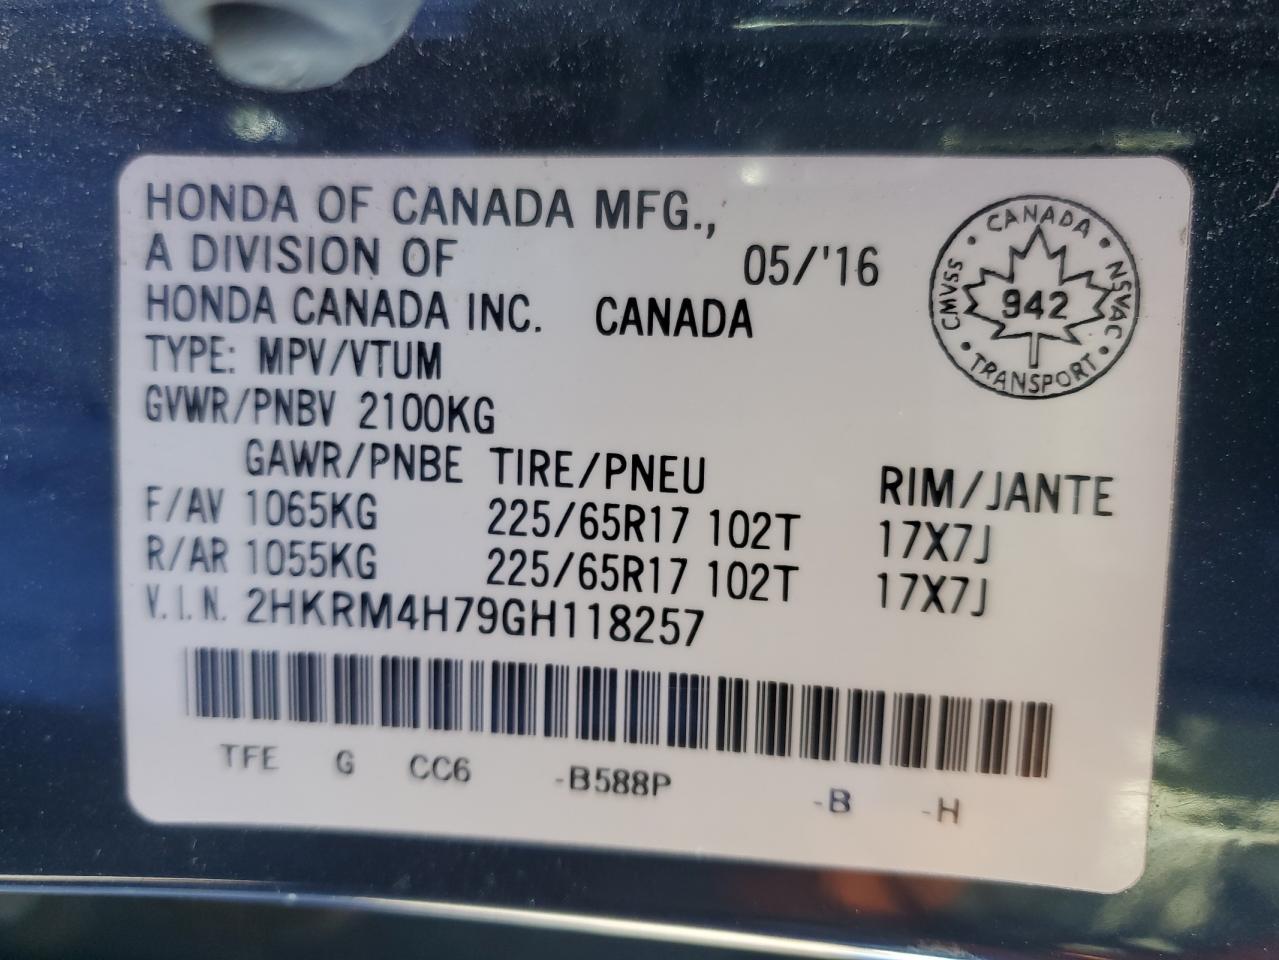 HONDA OF CANADA MFG.,
A DIVISION OF 05/'16
HONDA CANADA INC. CANADA
TYPE: MPV/VTUM
GVWR/PNBV 2100KG
GAWR/PNBE TIRE/PNEU RIM/JANTE
F/AV 1065KG 225/65R17 102T 17X7J
R/AR 1055KG 225/65R17 102T 17X7J
V.I.N. 2HKRM4H79GH118257
TFE G CC6 -B588P -B -H
CANADA • NSVAC • TRANSPORT • CMVSS •
942